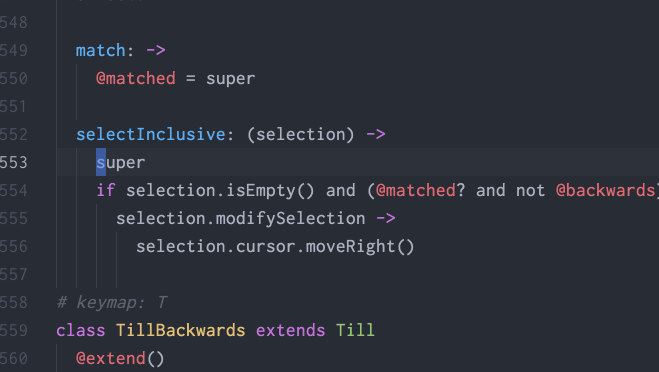 548
549 match: ->
550 @matched = super
551
552 selectInclusive: (selection) ->
553 super
554 if selection.isEmpty() and (@matched? and not @backwards)
555 selection.modifySelection ->
556 selection.cursor.moveRight()
557
558 # keymap: T
559 class TillBackwards extends Till
560 @extend()